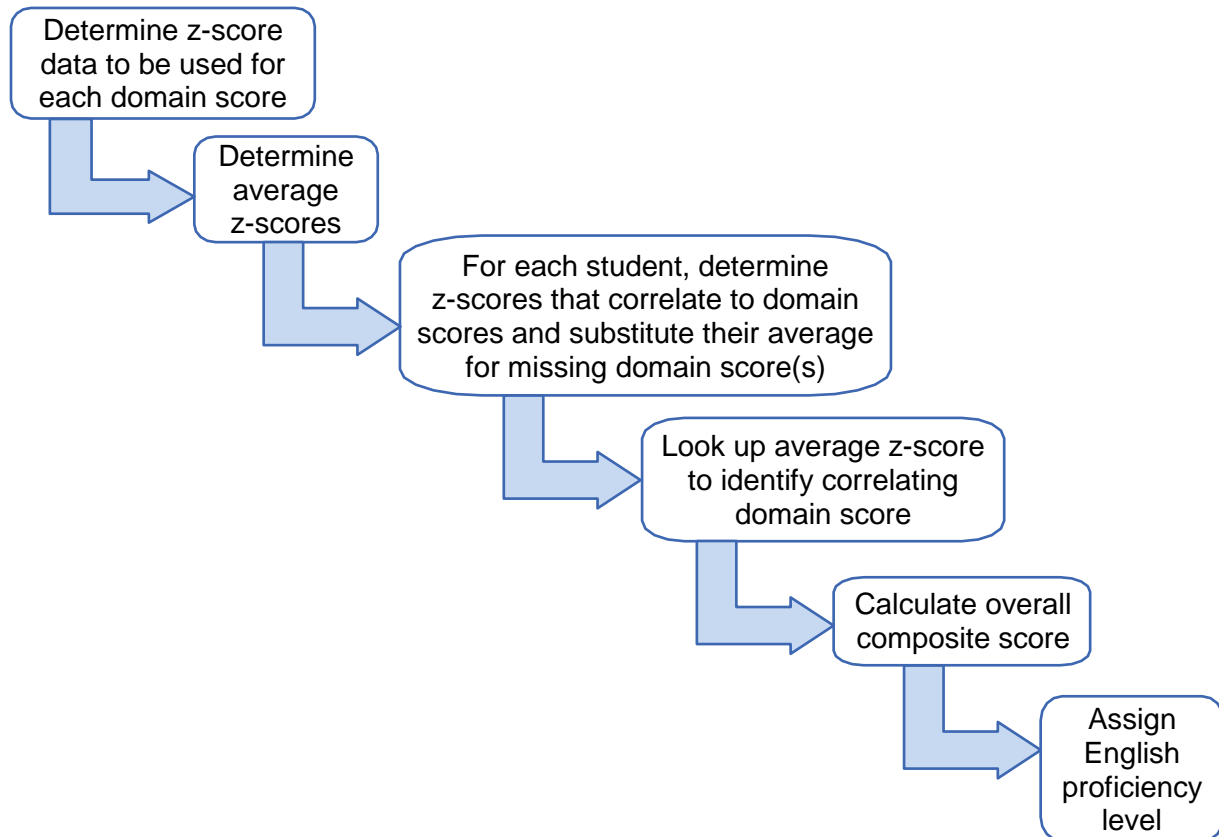 Determine z-score
data to be used for
each domain score
Determine
average
z-scores
For each student, determine
z-scores that correlate to domain
scores and substitute their average
for missing domain score(s)
Look up average z-score
to identify correlating
domain score
Calculate overall
composite score
Assign
English
proficiency
level